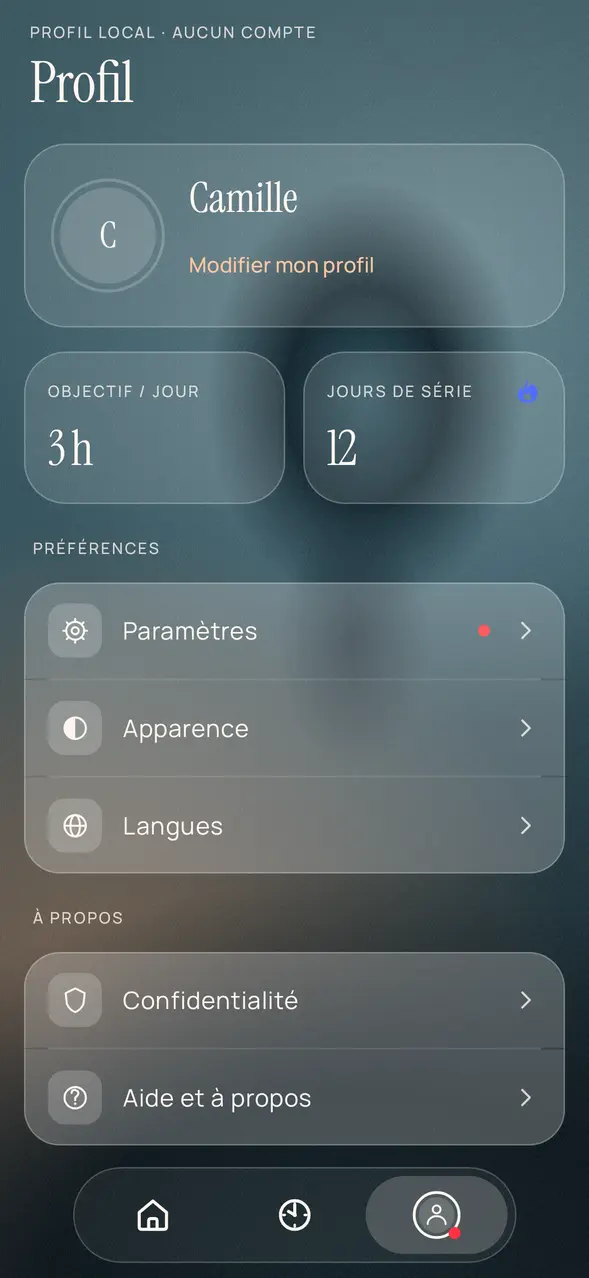 PROFIL LOCAL · AUCUN COMPTE
Profil
C
Camille
Modifier mon profil
OBJECTIF / JOUR
3 h
JOURS DE SÉRIE
12
PRÉFÉRENCES
Paramètres
Apparence
Langues
À PROPOS
Confidentialité
Aide et à propos